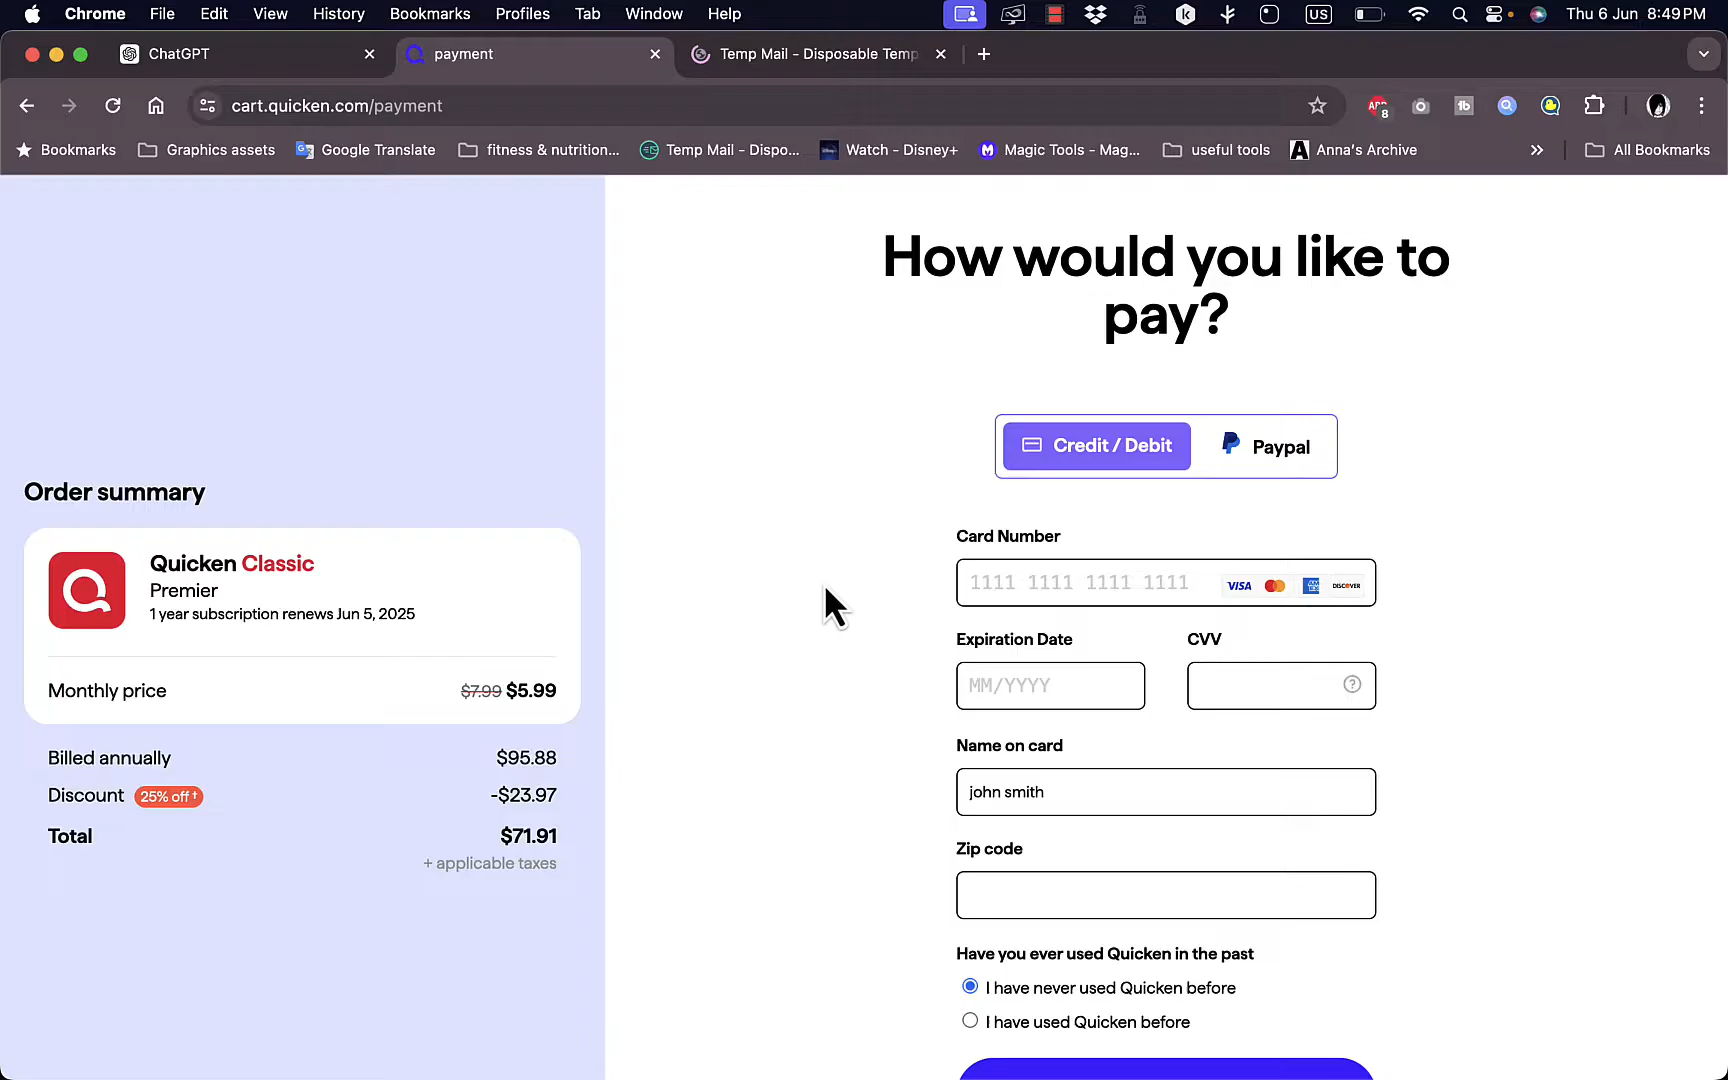 Chrome File Edit View History Bookmarks Profiles Tab Window Help US Thu 6 Jun 8:49 PM
ChatGPT payment Temp Mail - Disposable Temp
cart.quicken.com/payment ABP 8 tb
Bookmarks Graphics assets Google Translate fitness & nutrition... Temp Mail - Dispo... Watch - Disney+ Magic Tools - Mag... useful tools Anna's Archive All Bookmarks
How would you like to
pay?
Credit / Debit Paypal
Order summary
Quicken Classic
Premier
1 year subscription renews Jun 5, 2025
Monthly price $7.99 $5.99
Billed annually $95.88
Discount 25% off† -$23.97
Total $71.91
+ applicable taxes
Card Number
1111 1111 1111 1111 VISA DISCOVER
Expiration Date CVV
MM/YYYY ?
Name on card
john smith
Zip code
Have you ever used Quicken in the past
I have never used Quicken before
I have used Quicken before